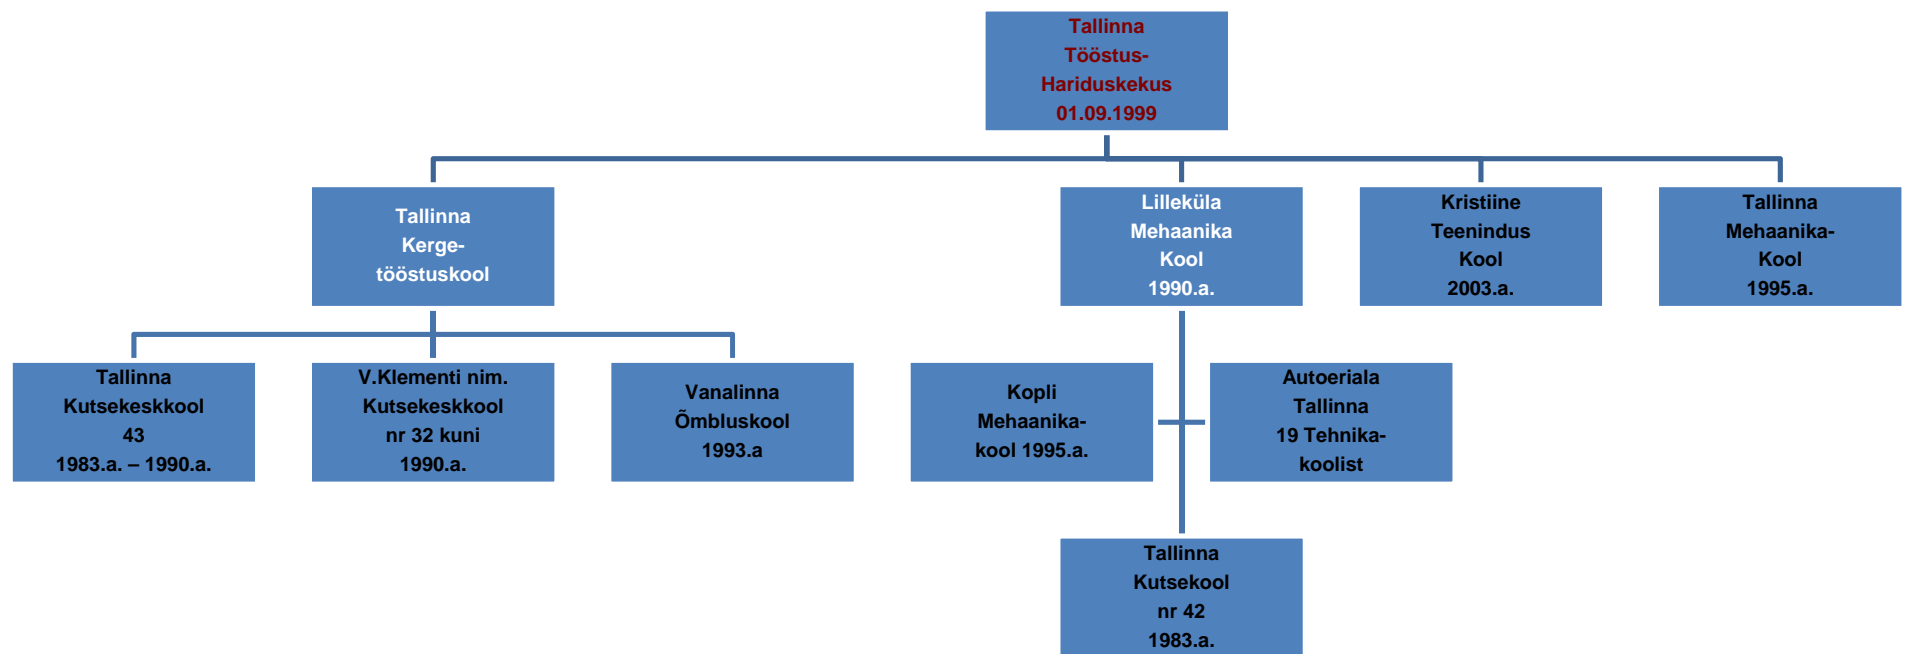 Tallinna
Tööstus-
Hariduskekus
01.09.1999
Tallinna
Kerge-
tööstuskool
Lilleküla
Mehaanika
Kool
1990.a.
Kristiine
Teenindus
Kool
2003.a.
Tallinna
Mehaanika-
Kool
1995.a.
Tallinna
Kutsekeskkool
43
1983.a. – 1990.a.
V.Klementi nim.
Kutsekeskkool
nr 32 kuni
1990.a.
Vanalinna
Õmbluskool
1993.a
Kopli
Mehaanika-
kool 1995.a.
Autoeriala
Tallinna
19 Tehnika-
koolist
Tallinna
Kutsekool
nr 42
1983.a.